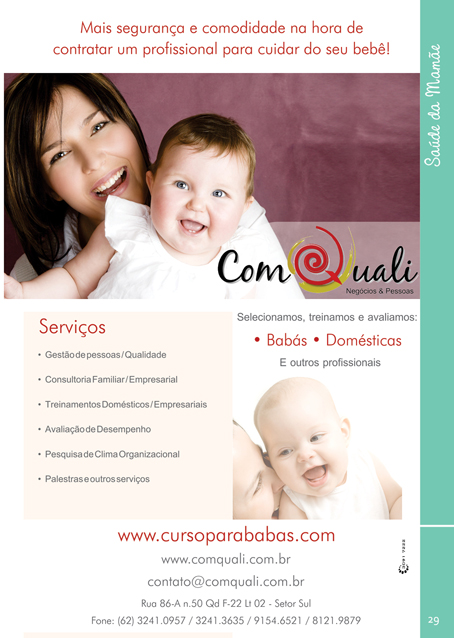 Mais segurança e comodidade na hora de
contratar um profissional para cuidar do seu bebê!
Saúde da Mamãe
ComQuali
Negócios & Pessoas
Serviços
• Gestão de pessoas / Qualidade
• Consultoria Familiar / Empresarial
• Treinamentos Domésticos / Empresariais
• Avaliação de Desempenho
• Pesquisa de Clima Organizacional
• Palestras e outros serviços
Selecionamos, treinamos e avaliamos:
• Babás • Domésticas
E outros profissionais
www.cursoparababas.com
www.comquali.com.br
contato@comquali.com.br
Rua 86-A n.50 Qd F-22 Lt 02 - Setor Sul
Fone: (62) 3241.0957 / 3241.3635 / 9154.6521 / 8121.9879
29